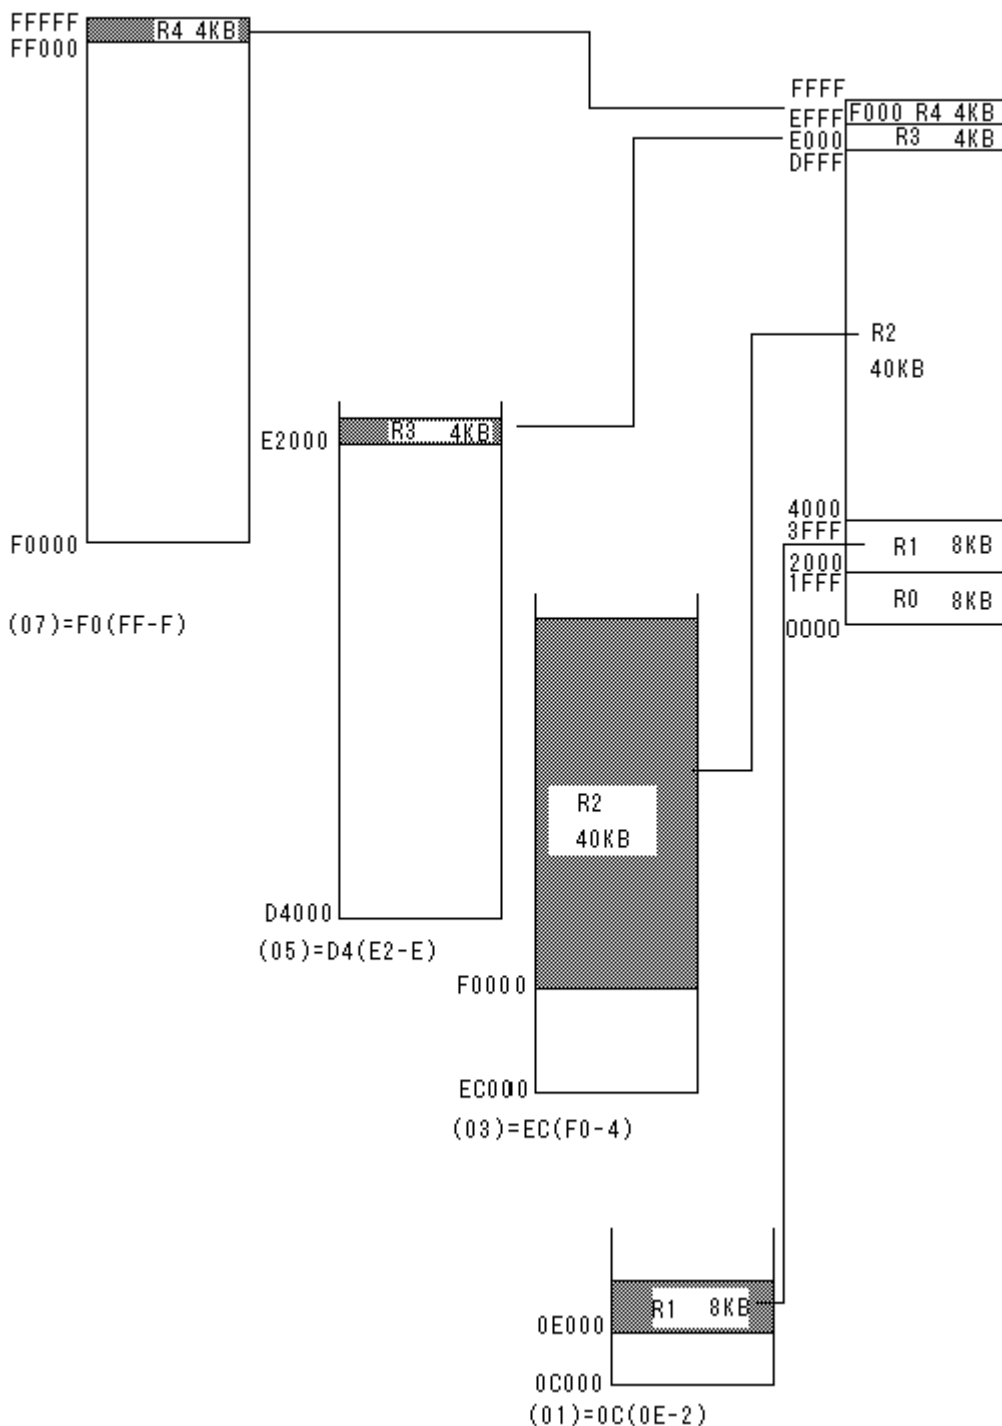 FFFFF
R4 4KB
FF000
FFFF
EFFF
F000 R4 4KB
E000
R3 4KB
DFFF
R2
40KB
E2000
R3 4KB
4000
3FFF
R1 8KB
2000
1FFF
R0 8KB
0000
F0000
(07)=F0(FF-F)
R2
40KB
D4000
(05)=D4(E2-E)
F0000
EC000
(03)=EC(F0-4)
R1 8KB
0E000
0C000
(01)=0C(0E-2)